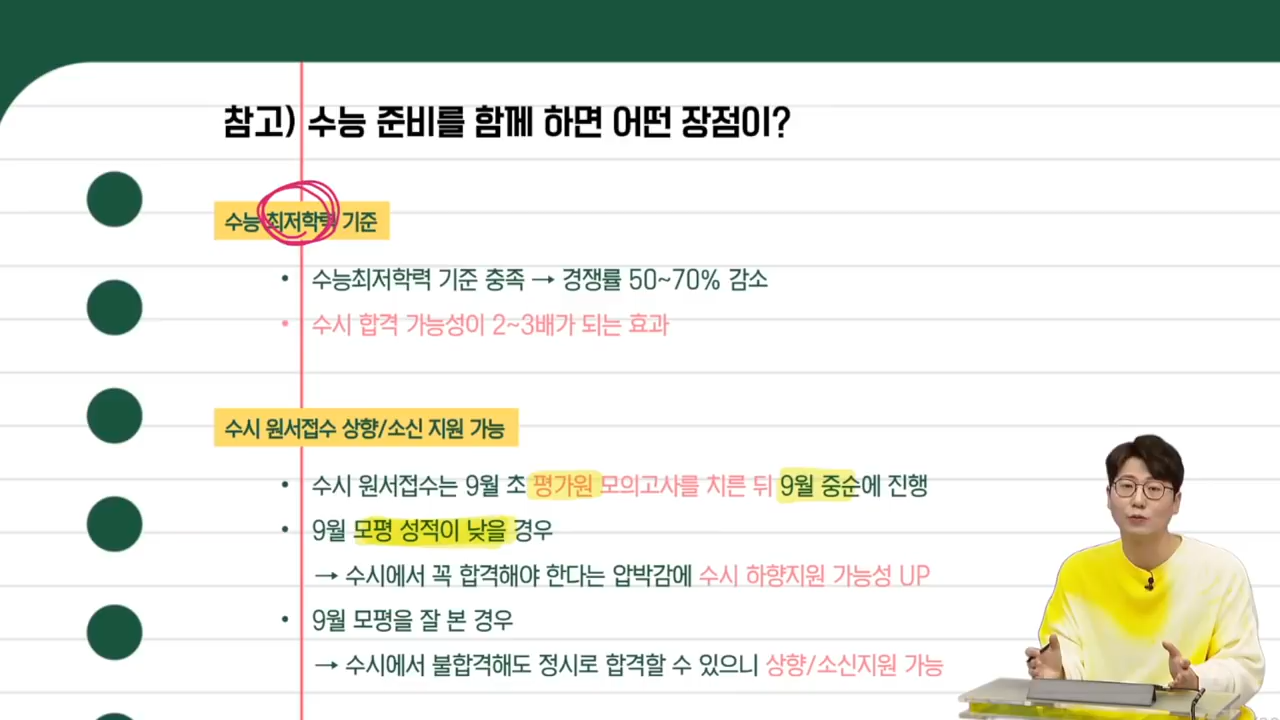 참고) 수능 준비를 함께 하면 어떤 장점이?
수능 최저학력 기준
• 수능최저학력 기준 충족 → 경쟁률 50~70% 감소
• 수시 합격 가능성이 2~3배가 되는 효과
수시 원서접수 상향/소신 지원 가능
• 수시 원서접수는 9월 초 평가원 모의고사를 치른 뒤 9월 중순에 진행
• 9월 모평 성적이 낮을 경우
→ 수시에서 꼭 합격해야 한다는 압박감에 수시 하향지원 가능성 UP
• 9월 모평을 잘 본 경우
→ 수시에서 불합격해도 정시로 합격할 수 있으니 상향/소신지원 가능